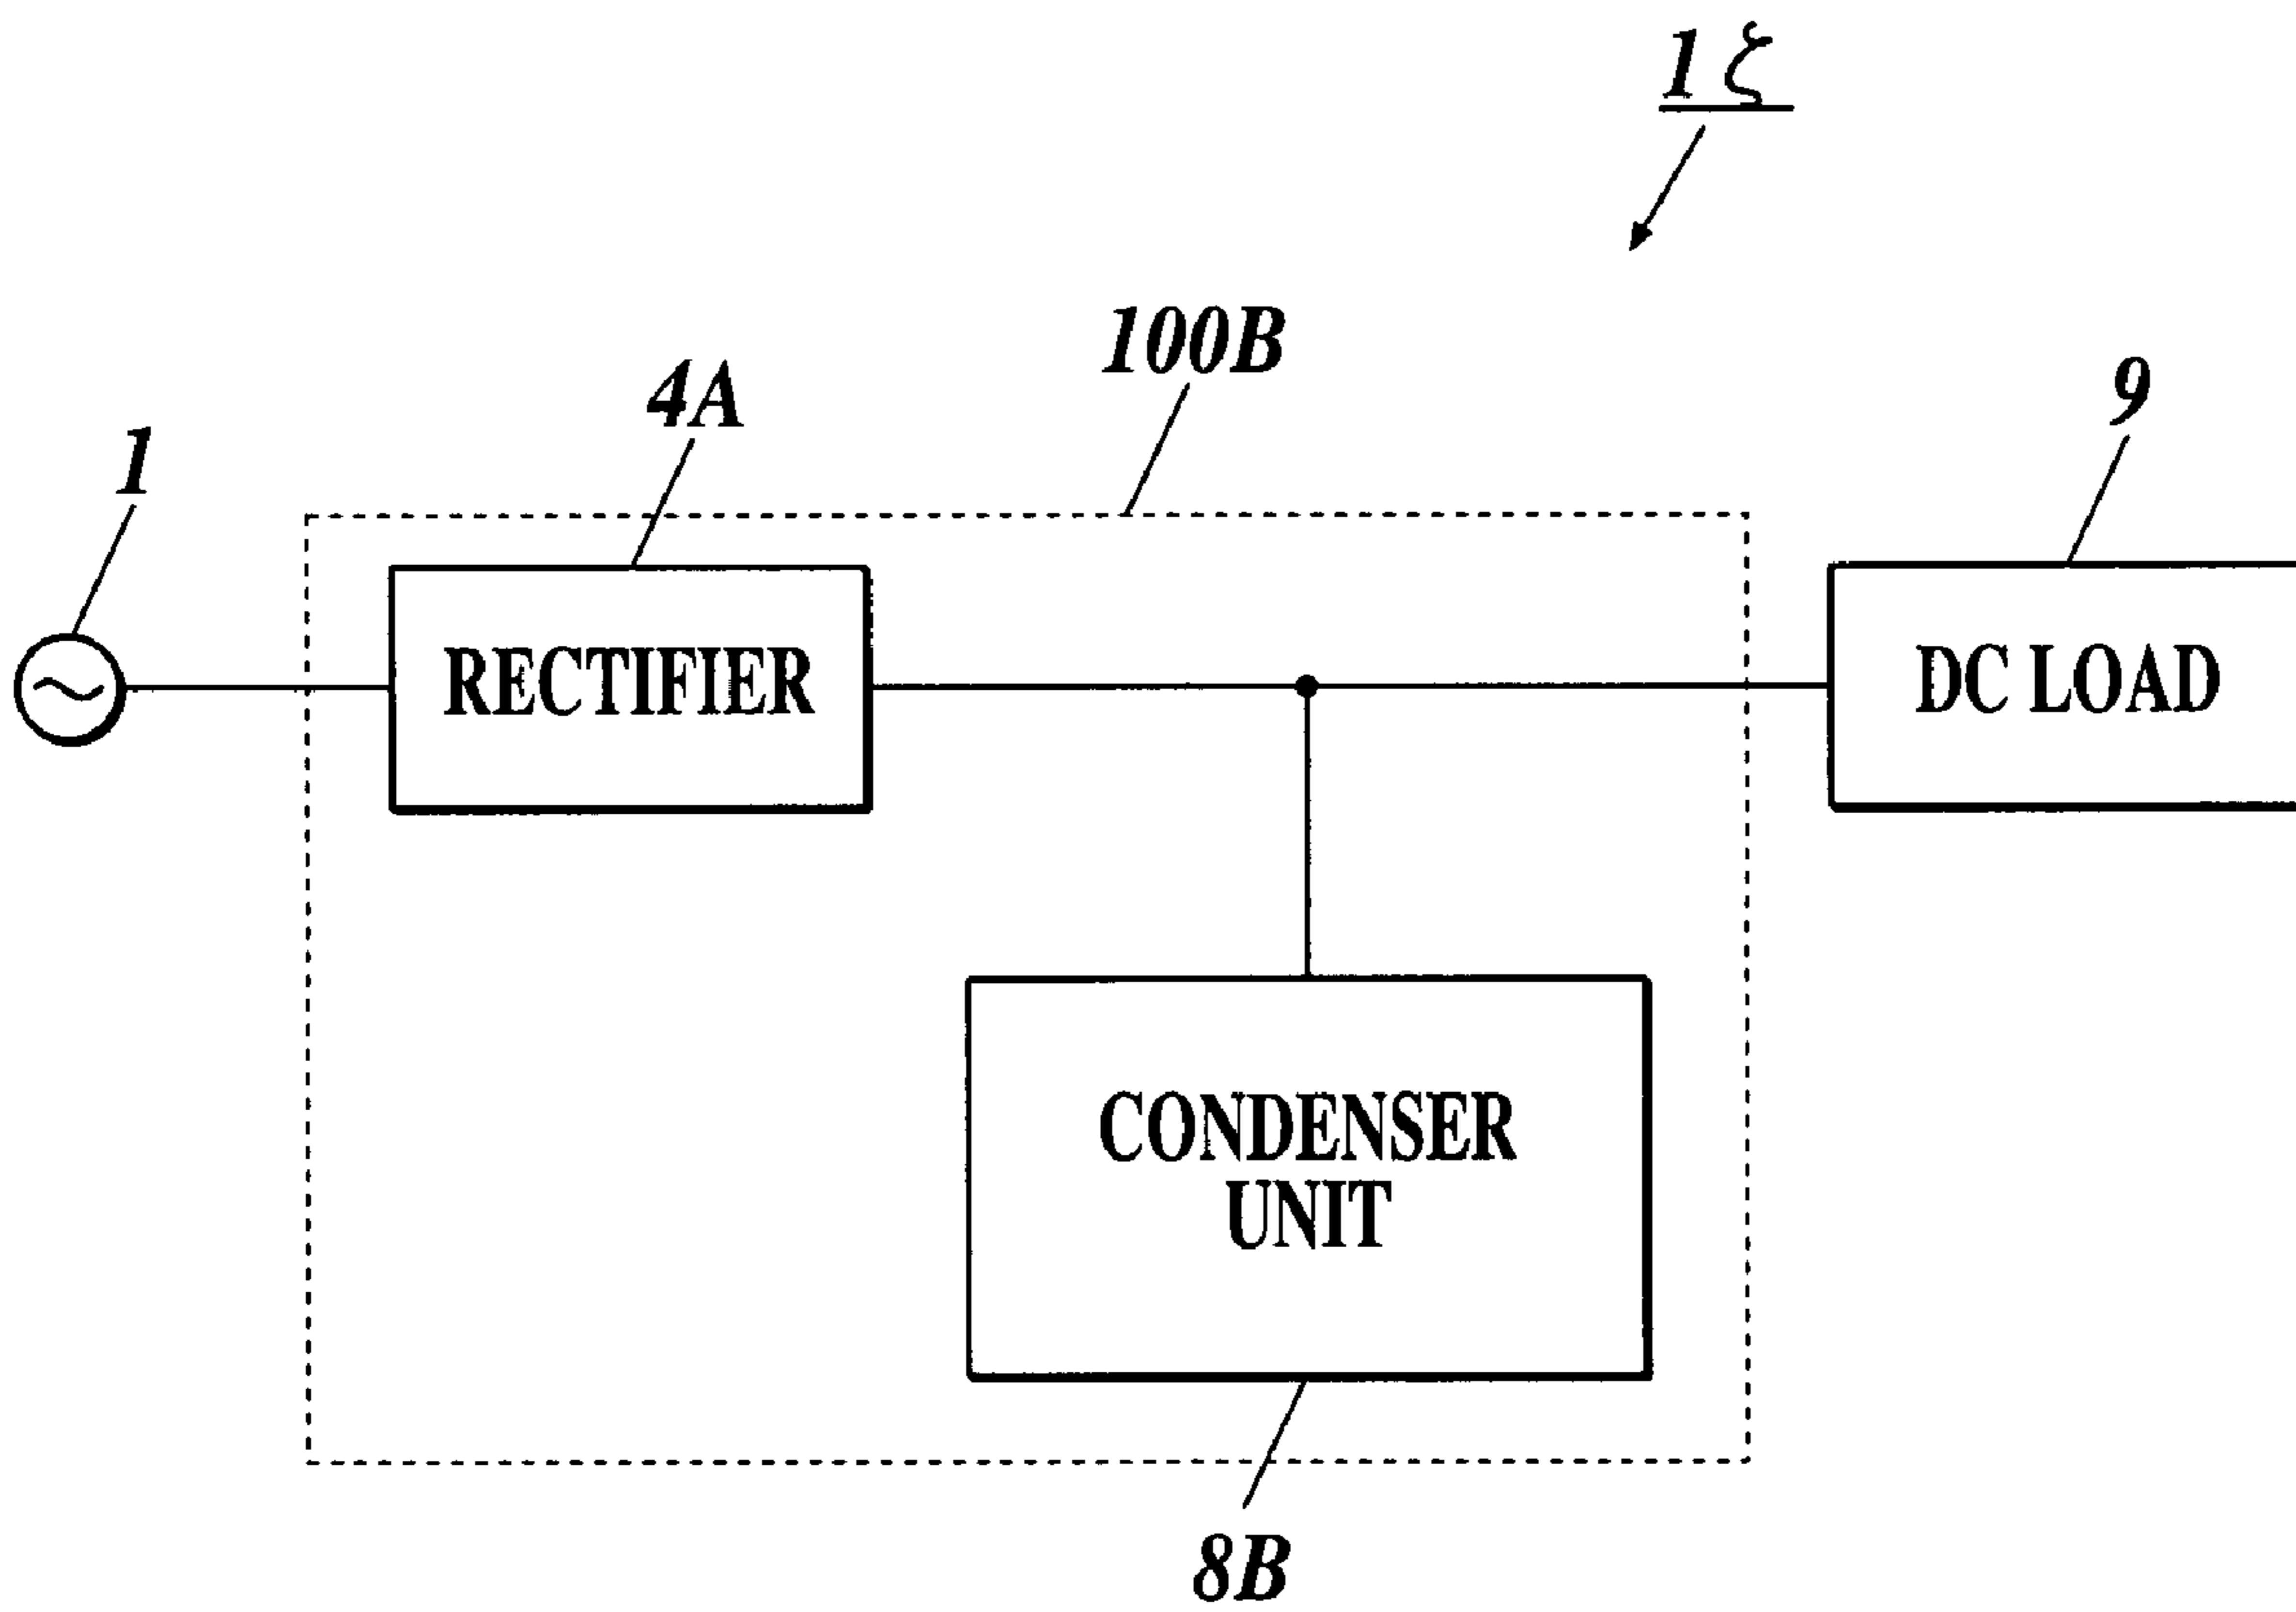 1ζ
100B
4A
9
1
RECTIFIER
DC LOAD
CONDENSER
UNIT
8B